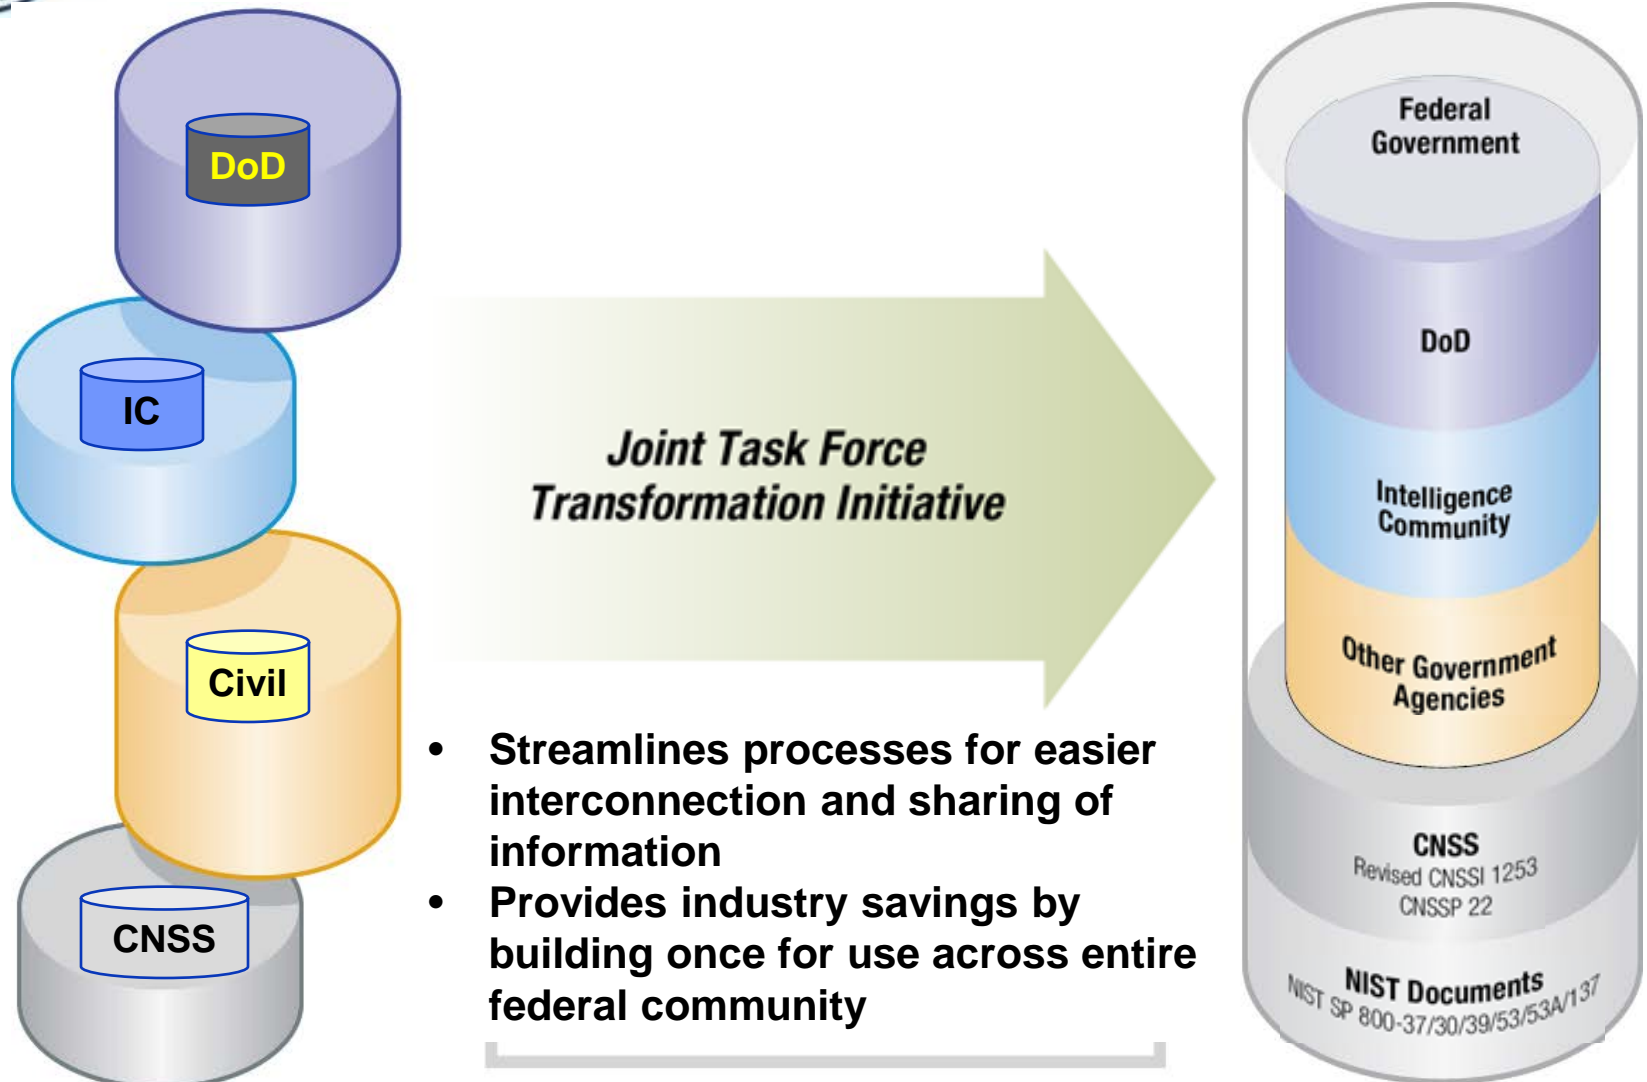 DoD
IC
Civil
CNSS
Joint Task Force
Transformation Initiative
• Streamlines processes for easier
interconnection and sharing of
information
• Provides industry savings by
building once for use across entire
federal community
Federal
Government
DoD
Intelligence
Community
Other Government
Agencies
CNSS
Revised CNSSI 1253
CNSSP 22
NIST Documents
NIST SP 800-37/30/39/53/53A/137